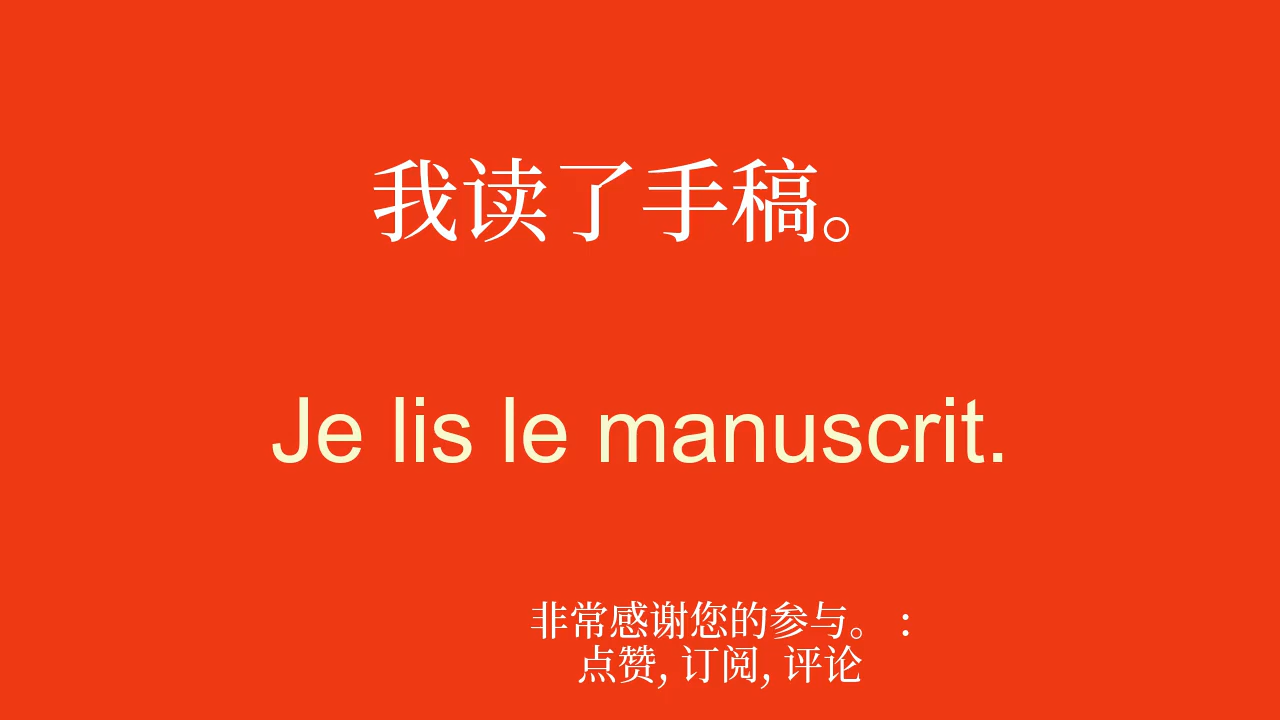 我读了手稿。
Je lis le manuscrit.
非常感谢您的参与。 :
点赞, 订阅, 评论